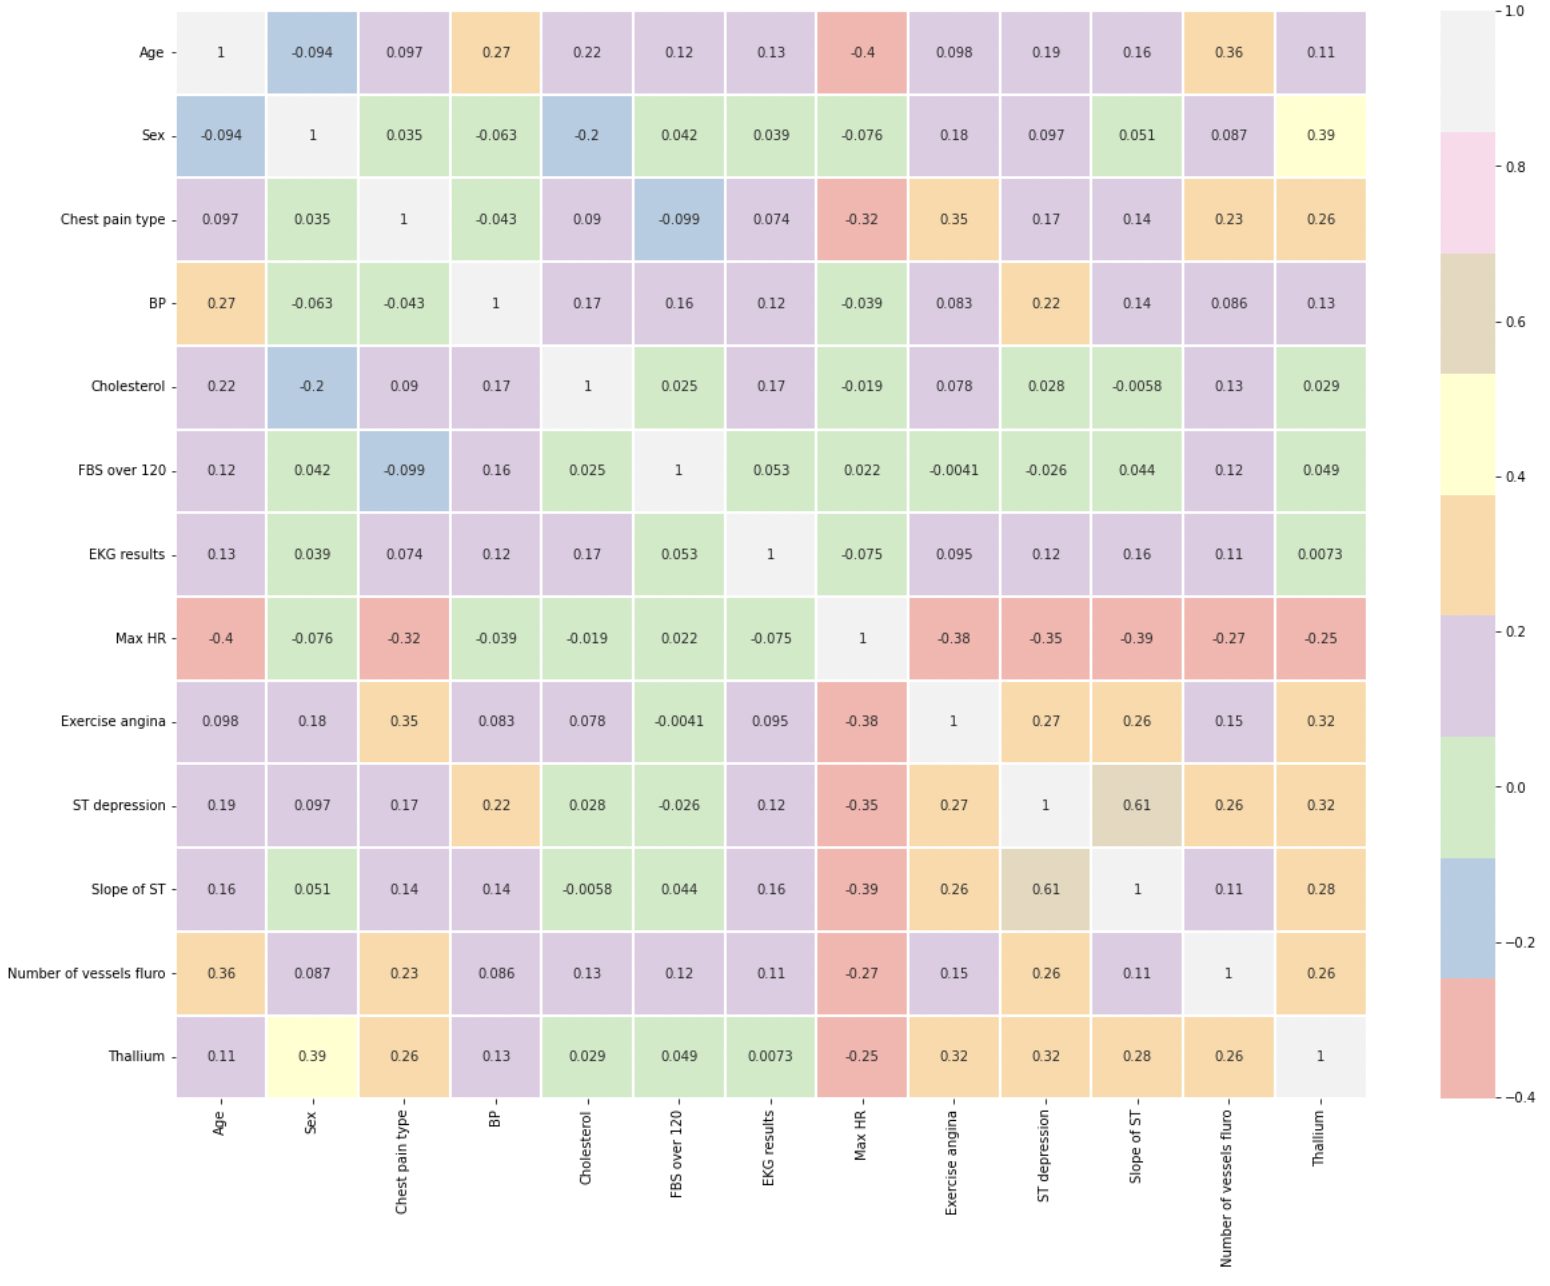 Age 1 -0.094 0.097 0.27 0.22 0.12 0.13 -0.4 0.098 0.19 0.16 0.36 0.11
Sex -0.094 1 0.035 -0.063 -0.2 0.042 0.039 -0.076 0.18 0.097 0.051 0.087 0.39
Chest pain type 0.097 0.035 1 -0.043 0.09 -0.099 0.074 -0.32 0.35 0.17 0.14 0.23 0.26
BP 0.27 -0.063 -0.043 1 0.17 0.16 0.12 -0.039 0.083 0.22 0.14 0.086 0.13
Cholesterol 0.22 -0.2 0.09 0.17 1 0.025 0.17 -0.019 0.078 0.028 -0.0058 0.13 0.029
FBS over 120 0.12 0.042 -0.099 0.16 0.025 1 0.053 0.022 -0.0041 -0.026 0.044 0.12 0.049
EKG results 0.13 0.039 0.074 0.12 0.17 0.053 1 -0.075 0.095 0.12 0.16 0.11 0.0073
Max HR -0.4 -0.076 -0.32 -0.039 -0.019 0.022 -0.075 1 -0.38 -0.35 -0.39 -0.27 -0.25
Exercise angina 0.098 0.18 0.35 0.083 0.078 -0.0041 0.095 -0.38 1 0.27 0.26 0.15 0.32
ST depression 0.19 0.097 0.17 0.22 0.028 -0.026 0.12 -0.35 0.27 1 0.61 0.26 0.32
Slope of ST 0.16 0.051 0.14 0.14 -0.0058 0.044 0.16 -0.39 0.26 0.61 1 0.11 0.28
Number of vessels fluro 0.36 0.087 0.23 0.086 0.13 0.12 0.11 -0.27 0.15 0.26 0.11 1 0.26
Thallium 0.11 0.39 0.26 0.13 0.029 0.049 0.0073 -0.25 0.32 0.32 0.28 0.26 1
Age
Sex
Chest pain type
BP
Cholesterol
FBS over 120
EKG results
Max HR
Exercise angina
ST depression
Slope of ST
Number of vessels fluro
Thallium
1.0
0.8
0.6
0.4
0.2
0.0
−0.2
−0.4